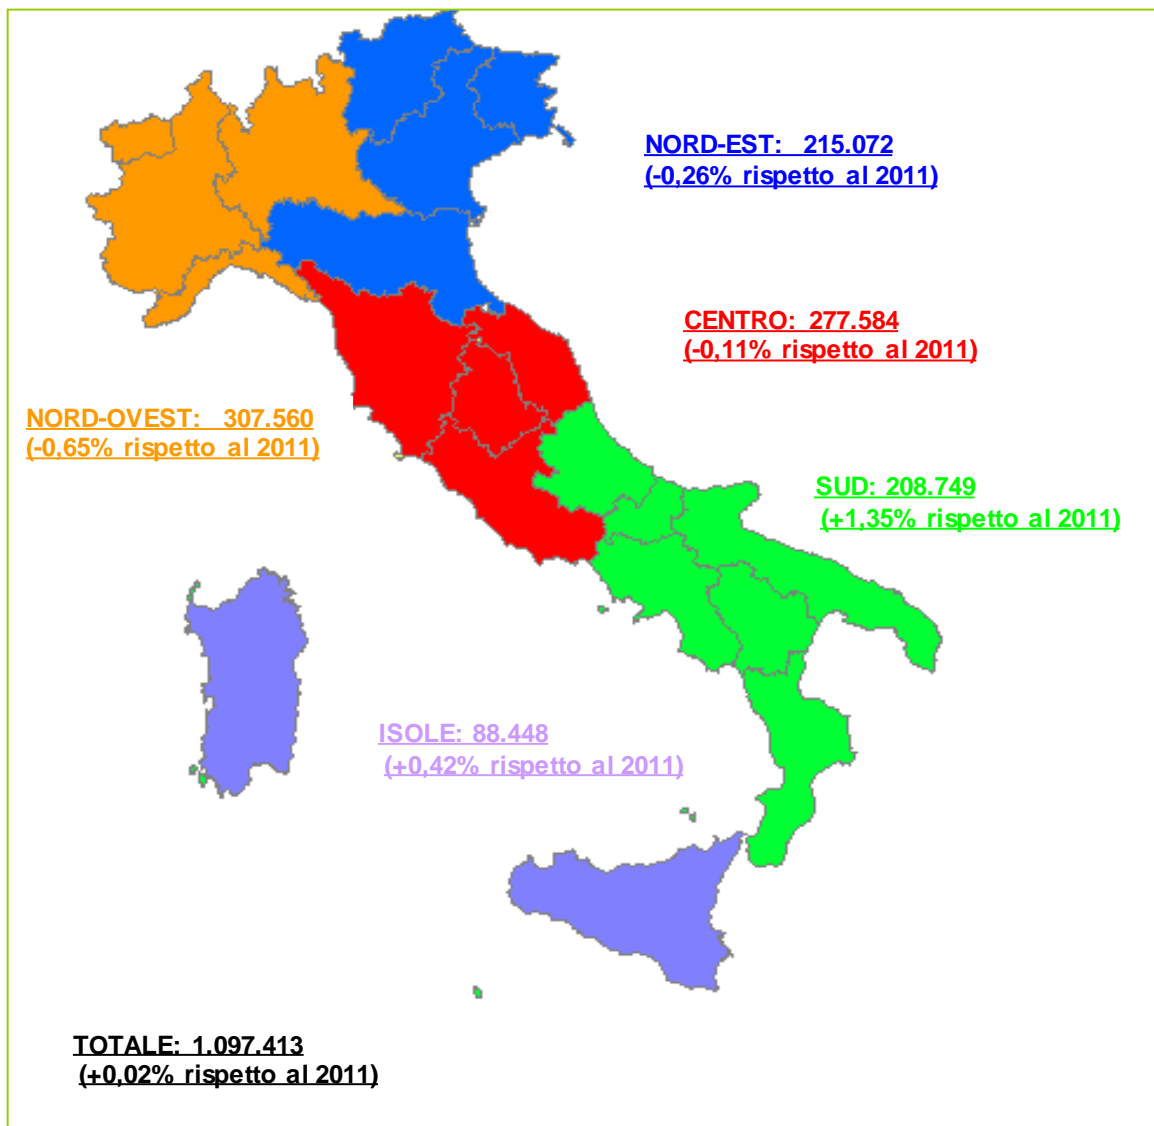 NORD-EST: 215.072
(-0,26% rispetto al 2011)
CENTRO: 277.584
(-0,11% rispetto al 2011)
NORD-OVEST: 307.560
(-0,65% rispetto al 2011)
SUD: 208.749
(+1,35% rispetto al 2011)
ISOLE: 88.448
(+0,42% rispetto al 2011)
TOTALE: 1.097.413
(+0,02% rispetto al 2011)